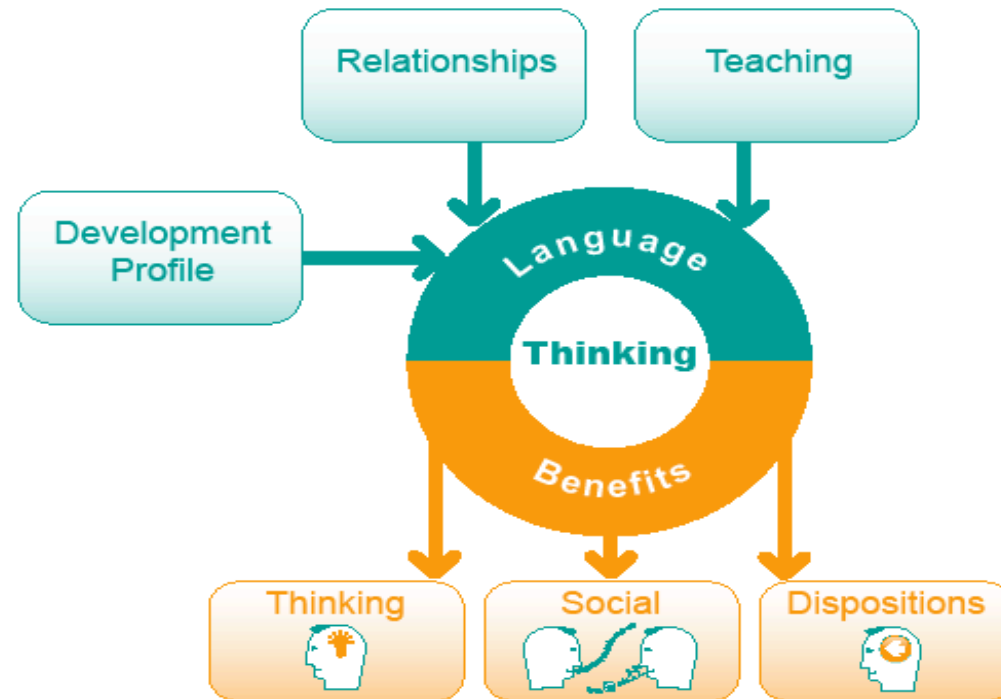 Relationships
Teaching
Development
Profile
Language
Thinking
Benefits
Thinking
Social
Dispositions